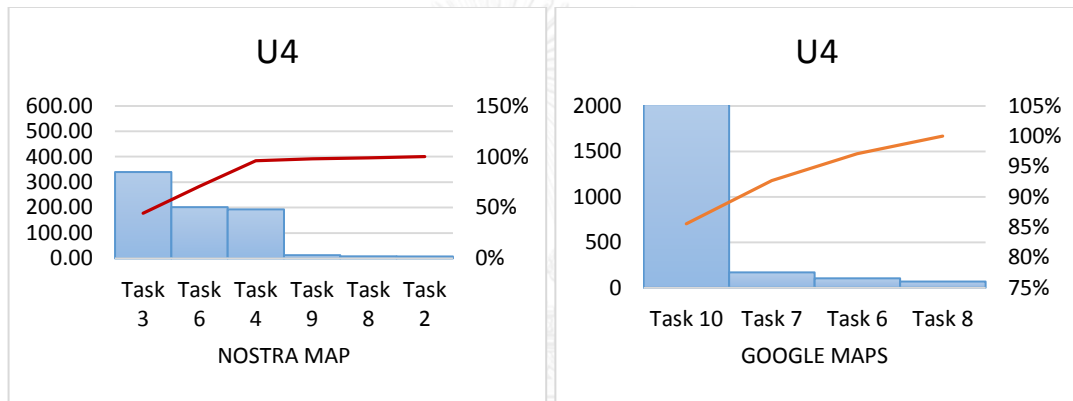 U4
600.00
500.00
400.00
300.00
200.00
100.00
0.00
150%
100%
50%
0%
Task 3
Task 6
Task 4
Task 9
Task 8
Task 2
NOSTRA MAP
U4
2000
1500
1000
500
0
105%
100%
95%
90%
85%
80%
75%
Task 10
Task 7
Task 6
Task 8
GOOGLE MAPS